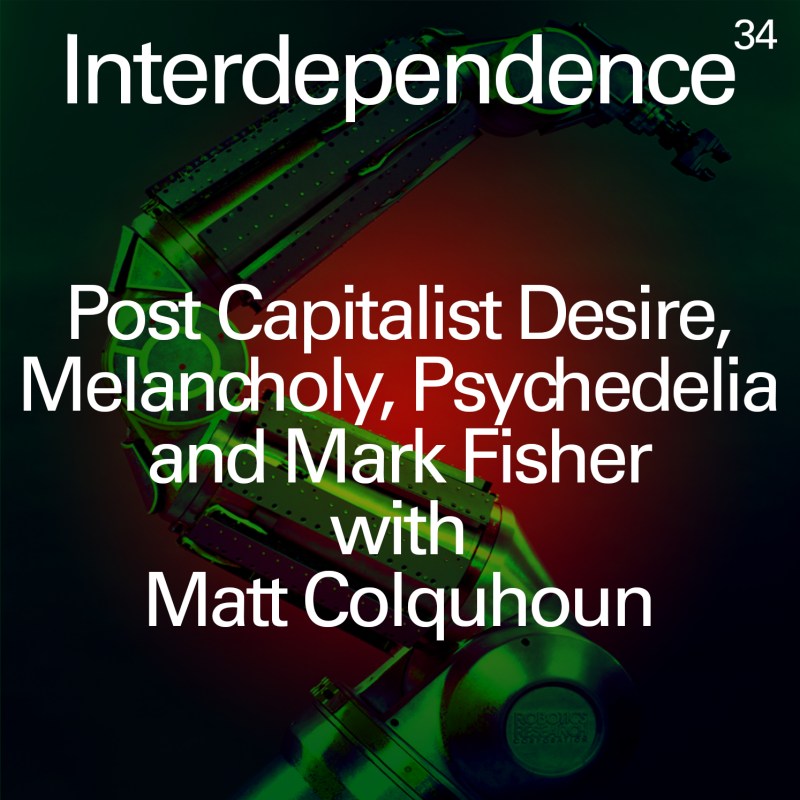 Interdependence
34
Post Capitalist Desire,
Melancholy, Psychedelia
and Mark Fisher
with
Matt Colquhoun